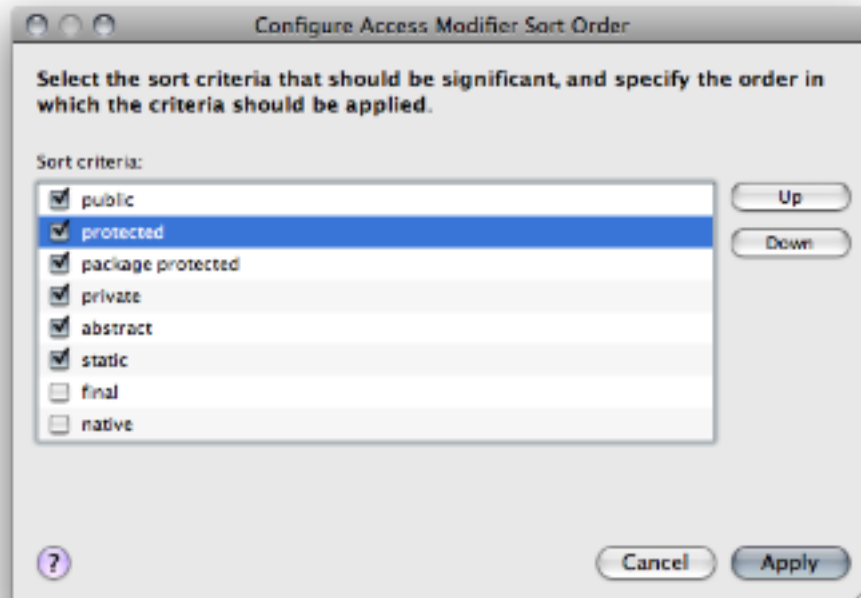 Configure Access Modifier Sort Order
Select the sort criteria that should be significant, and specify the order in
which the criteria should be applied.
Sort criteria:
public
Up
protected
Down
package protected
private
abstract
static
final
native
?
Cancel
Apply